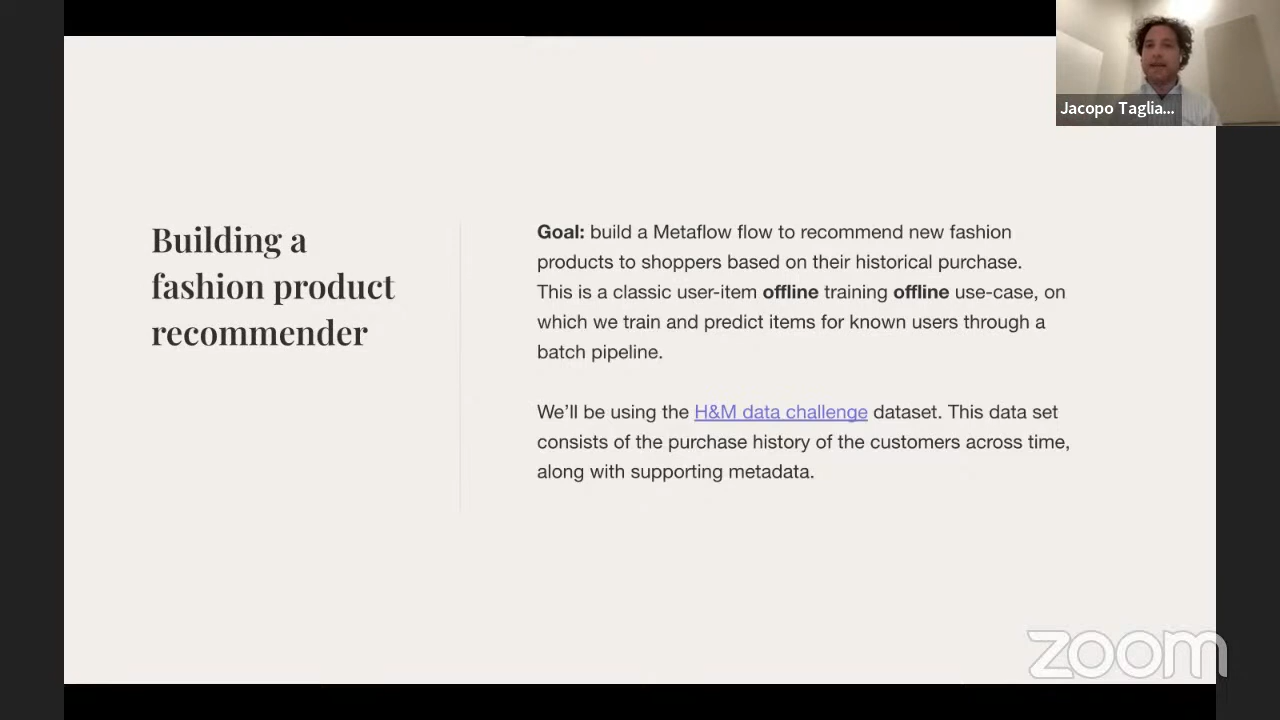 Jacopo Taglia...
Building a
fashion product
recommender
Goal: build a Metaflow flow to recommend new fashion
products to shoppers based on their historical purchase.
This is a classic user-item offline training offline use-case, on
which we train and predict items for known users through a
batch pipeline.
We'll be using the H&M data challenge dataset. This data set
consists of the purchase history of the customers across time,
along with supporting metadata.
zoom